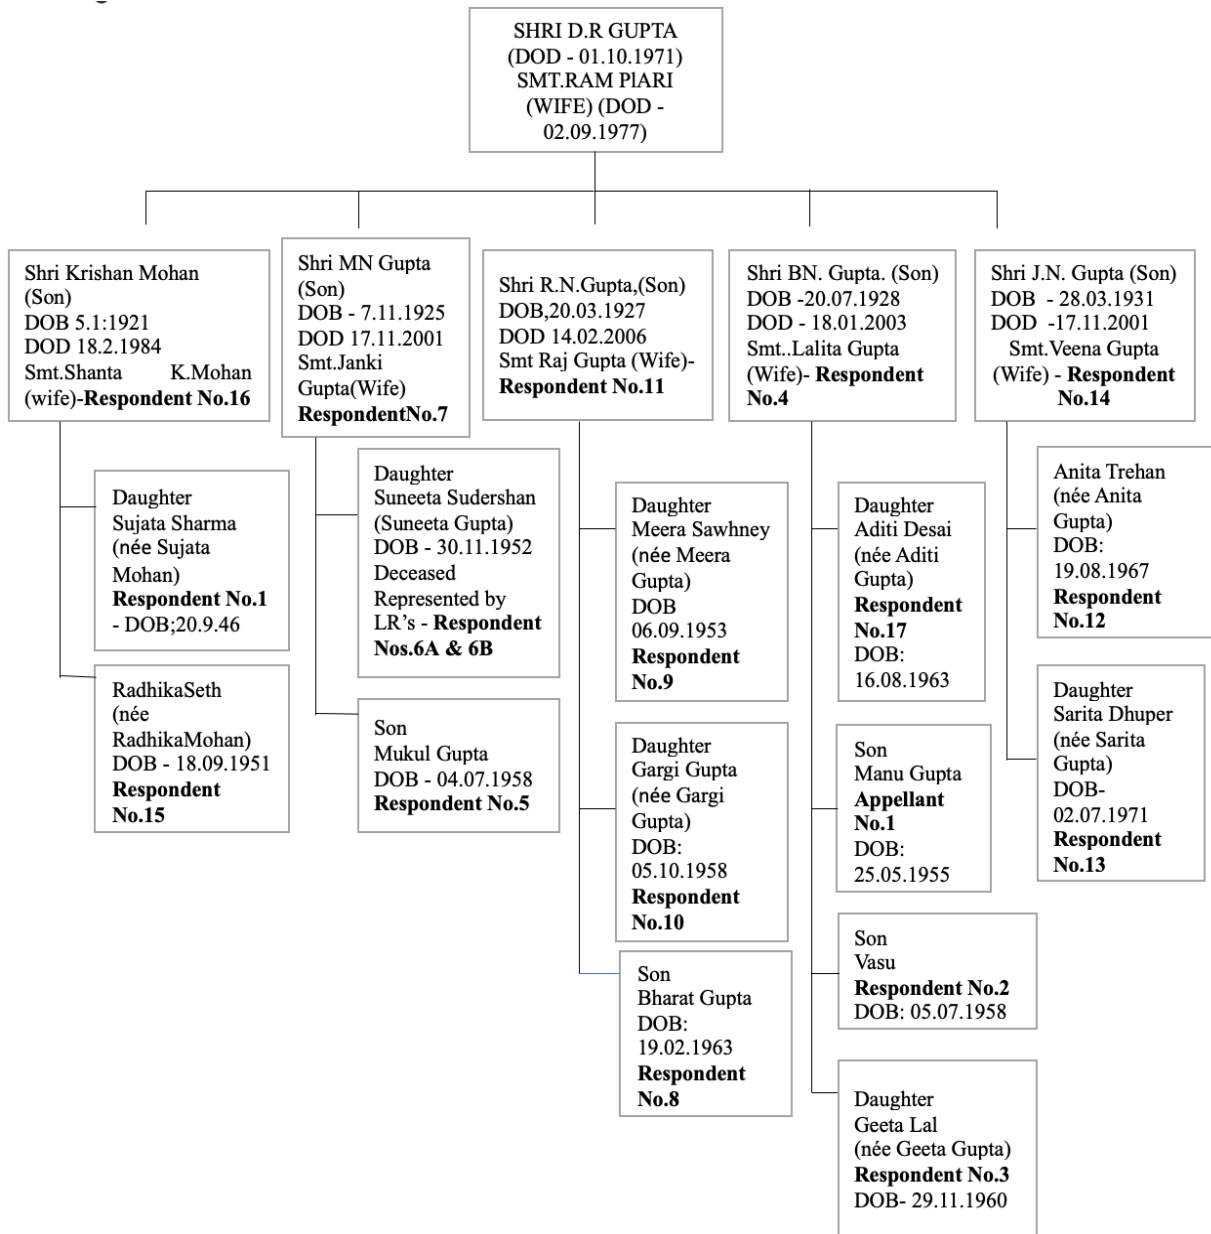 SHRI D.R GUPTA
(DOD - 01.10.1971)
SMT.RAM PlARI
(WIFE) (DOD -
02.09.1977)
Shri Krishan Mohan
(Son)
DOB 5.1:1921
DOD 18.2.1984
Smt.Shanta K.Mohan
(wife)-Respondent No.16
Shri MN Gupta
(Son)
DOB - 7.11.1925
DOD 17.11.2001
Smt.Janki
Gupta(Wife)
RespondentNo.7
Shri R.N.Gupta,(Son)
DOB,20.03.1927
DOD 14.02.2006
Smt Raj Gupta (Wife)-
Respondent No.11
Shri BN. Gupta. (Son)
DOB -20.07.1928
DOD - 18.01.2003
Smt..Lalita Gupta
(Wife)- Respondent
No.4
Shri J.N. Gupta (Son)
DOB - 28.03.1931
DOD -17.11.2001
Smt.Veena Gupta
(Wife) - Respondent
No.14
Daughter
Sujata Sharma
(née Sujata
Mohan)
Respondent No.1
- DOB;20.9.46
RadhikaSeth
(née
RadhikaMohan)
DOB - 18.09.1951
Respondent
No.15
Daughter
Suneeta Sudershan
(Suneeta Gupta)
DOB - 30.11.1952
Deceased
Represented by
LR's - Respondent
Nos.6A & 6B
Son
Mukul Gupta
DOB - 04.07.1958
Respondent No.5
Daughter
Meera Sawhney
(née Meera
Gupta)
DOB
06.09.1953
Respondent
No.9
Daughter
Gargi Gupta
(née Gargi
Gupta)
DOB:
05.10.1958
Respondent
No.10
Son
Bharat Gupta
DOB:
19.02.1963
Respondent
No.8
Daughter
Aditi Desai
(née Aditi
Gupta)
Respondent
No.17
DOB:
16.08.1963
Son
Manu Gupta
Appellant
No.1
DOB:
25.05.1955
Son
Vasu
Respondent No.2
DOB: 05.07.1958
Daughter
Geeta Lal
(née Geeta Gupta)
Respondent No.3
DOB- 29.11.1960
Anita Trehan
(née Anita
Gupta)
DOB:
19.08.1967
Respondent
No.12
Daughter
Sarita Dhuper
(née Sarita
Gupta)
DOB-
02.07.1971
Respondent
No.13